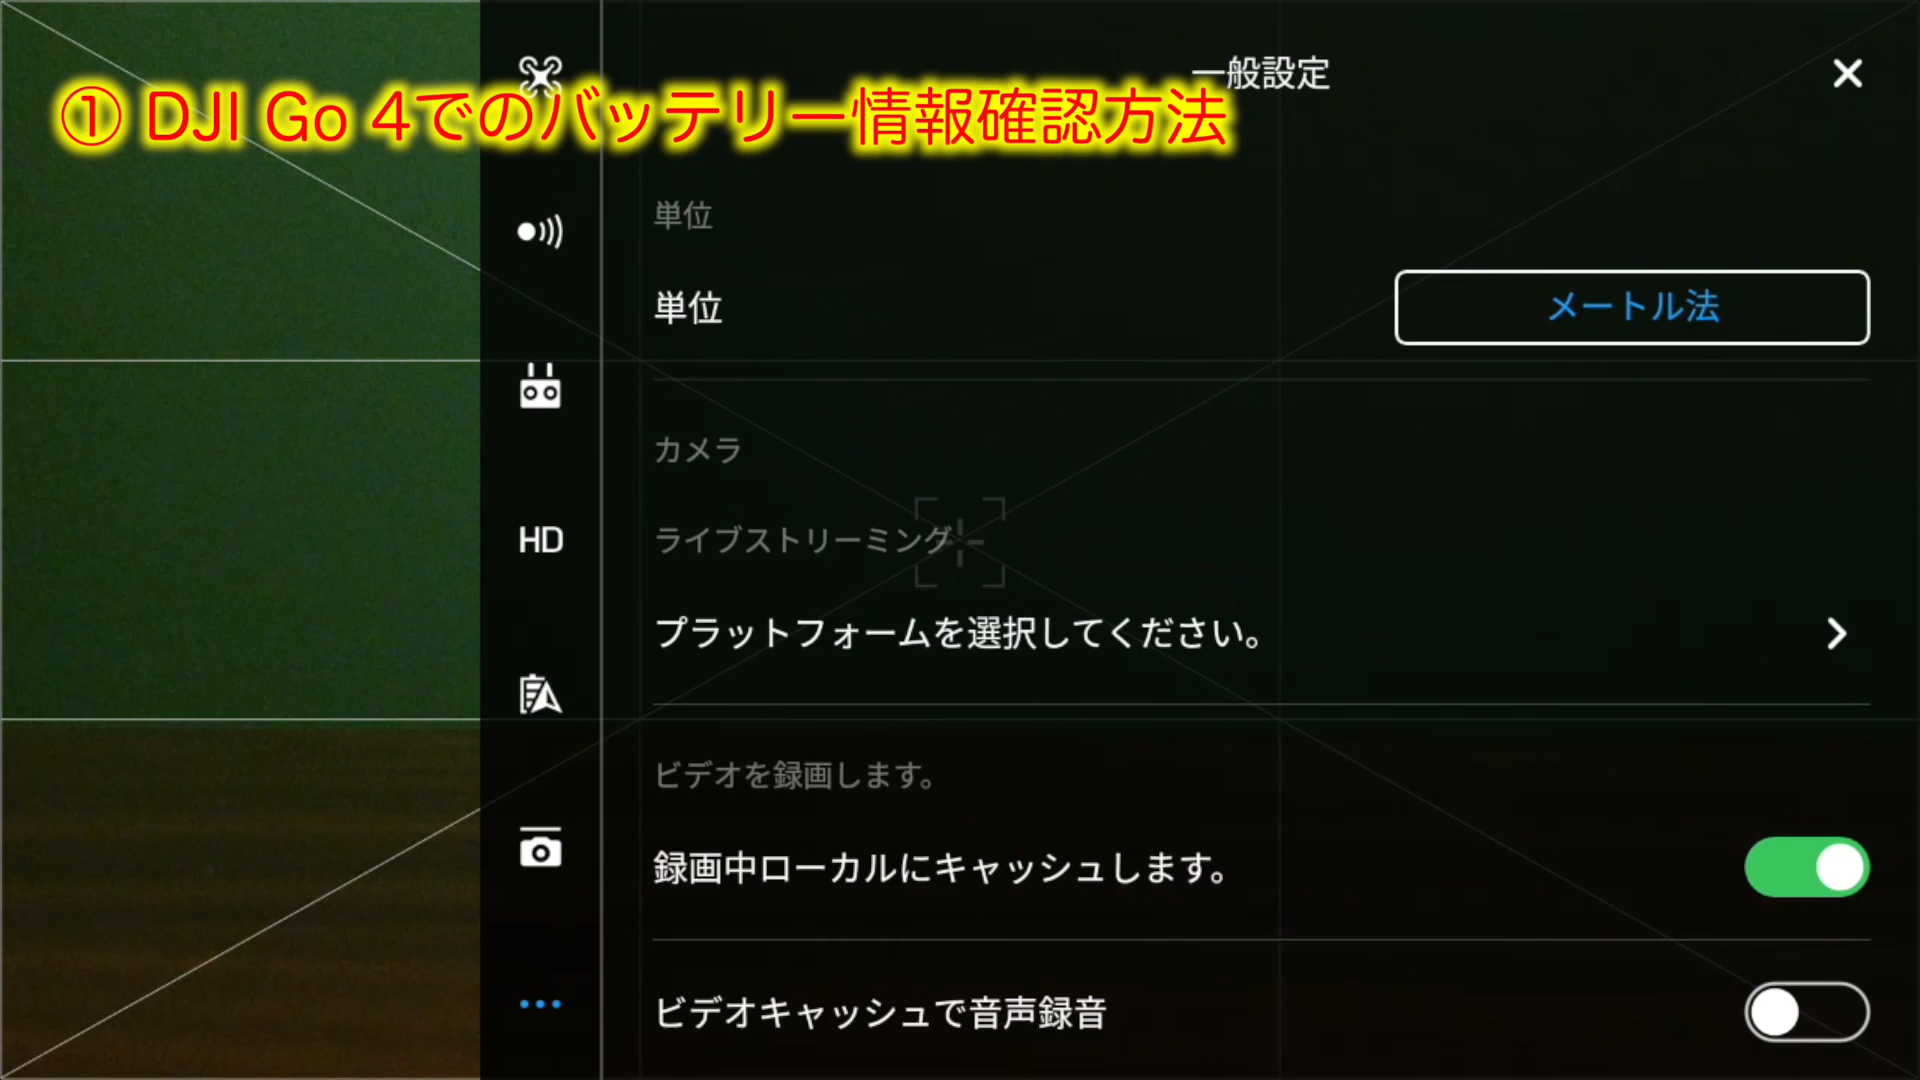 一般設定
① DJI Go 4でのバッテリー情報確認方法
単位
単位
メートル法
カメラ
HD
ライブストリーミング
プラットフォームを選択してください。
ビデオを録画します。
録画中ローカルにキャッシュします。
ビデオキャッシュで音声録音